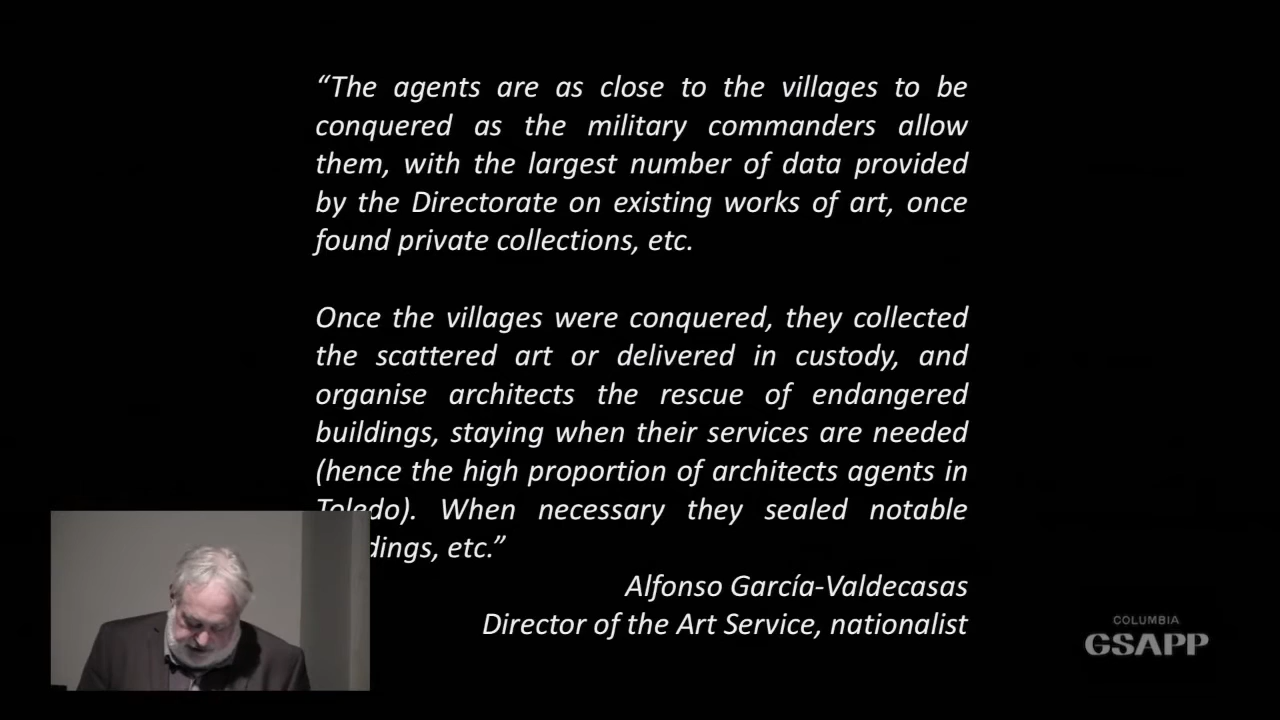 “The agents are as close to the villages to be
conquered as the military commanders allow
them, with the largest number of data provided
by the Directorate on existing works of art, once
found private collections, etc.
Once the villages were conquered, they collected
the scattered art or delivered in custody, and
organise architects the rescue of endangered
buildings, staying when their services are needed
(hence the high proportion of architects agents in
Toledo). When necessary they sealed notable
etc.”
Alfonso García-Valdecasas
Director of the Art Service, nationalist
COLUMBIA
GSAPP